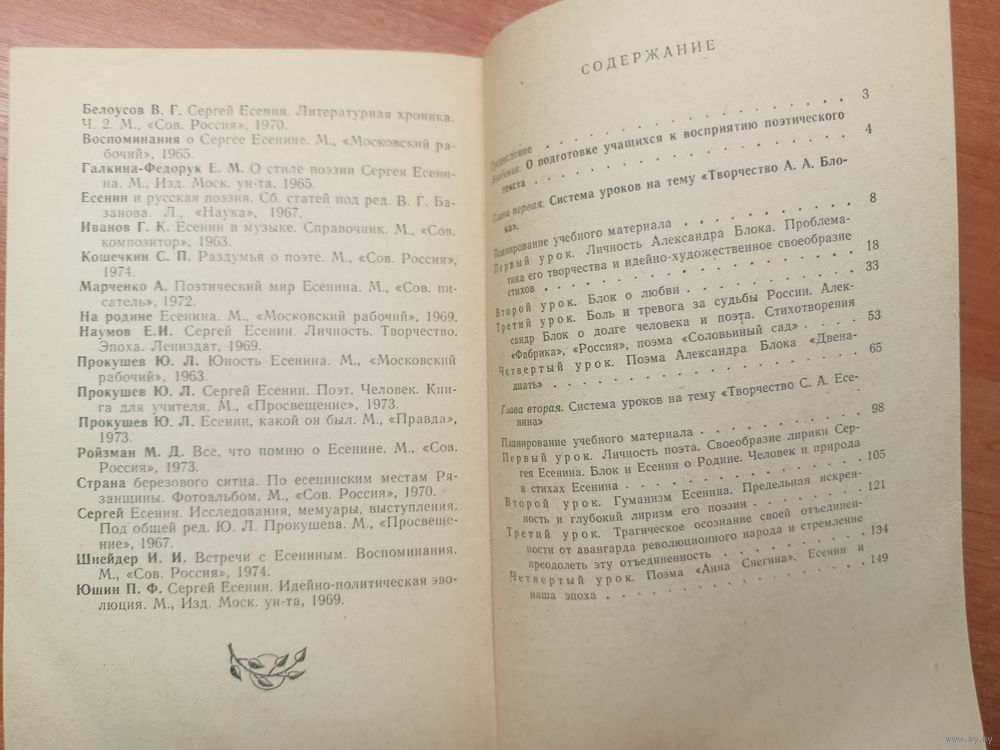 Белоусов В. Г. Сергей Есенин. Литературная хроника.
Ч. 2. М., «Сов. Россия», 1970.
Воспоминания о Сергее Есенине. М., «Московский ра-
бочий», 1965.
Галкина-Федорук Е. М. О стиле поэзии Сергея Есени-
на. М., Изд. Моск. ун-та. 1965.
Есенин и русская поэзия. Сб. статей под ред. В. Г. Ба-
занова. Л., «Наука», 1967.
Иванов Г. К. Есенин в музыке. Справочник. М., «Сов.
композитор», 1963.
Кошечкин С. П. Раздумья о поэте. М., «Сов. Россия»,
1974.
Марченко А. Поэтический мир Есенина. М., «Сов. пи-
сатель», 1972.
На родине Есенина. М., «Московский рабочий», 1969.
Наумов Е.И. Сергей Есенин. Личность. Творчество.
Эпоха. Лениздат, 1969.
Прокушев Ю. Л. Юность Есенина. М., «Московский
рабочий», 1963.
Прокушев Ю. Л. Сергей Есенин. Поэт. Человек. Кни-
га для учителя. М., «Просвещение», 1973.
Прокушев Ю. Л. Есенин, какой он был. М., «Правда»,
1973.
Ройзман М. Д. Все, что помню о Есенине. М., «Сов.
Россия», 1973.
Страна березового ситца. По есенинским местам Ря-
занщины. Фотоальбом. М., «Сов. Россия», 1970.
Сергей Есенин. Исследования, мемуары, выступления.
Под общей ред. Ю. Л. Прокушева. М., «Просвеще-
ние», 1967.
Шнейдер И. И. Встречи с Есениным. Воспоминания.
М., «Сов. Россия», 1974.
Юшин П. Ф. Сергей Есенин. Идейно-политическая эво-
люция. М., Изд. Моск. ун-та, 1969.
СОДЕРЖАНИЕ
Предисловие . . . . . . . . . . . . . . . 3
Введение. О подготовке учащихся к восприятию поэтического
текста . . . . . . . . . . . . . . . 4
Глава первая. Система уроков на тему «Творчество А. А. Бло-
ка».
Планирование учебного материала . . . . . . . . . 8
Первый урок. Личность Александра Блока. Проблема-
тика его творчества и идейно-художественное своеобразие
стихов . . . . . . . . . . . . . . . 18
Второй урок. Блок о любви . . . . . . . . . . 33
Третий урок. Боль и тревога за судьбы России. Алек-
сандр Блок о долге человека и поэта. Стихотворения
«Фабрика», «Россия», поэма «Соловьиный сад» . . . . 53
Четвертый урок. Поэма Александра Блока «Двена-
дцать» . . . . . . . . . . . . . . . 65
Глава вторая. Система уроков на тему «Творчество С. А. Есе-
нина»
Планирование учебного материала . . . . . . . . . 98
Первый урок. Личность поэта. Своеобразие лирики Сер-
гея Есенина. Блок и Есенин о Родине. Человек и природа
в стихах Есенина . . . . . . . . . . . . 105
Второй урок. Гуманизм Есенина. Предельная искрен-
ность и глубокий лиризм его поэзии . . . . . . . 121
Третий урок. Трагическое осознание своей отъединен-
ности от авангарда революционного народа и стремление
преодолеть эту отъединенность . . . . . . . . . 134
Четвертый урок. Поэма «Анна Снегина». Есенин и
наша эпоха . . . . . . . . . . . . . . 149
www.ay.by